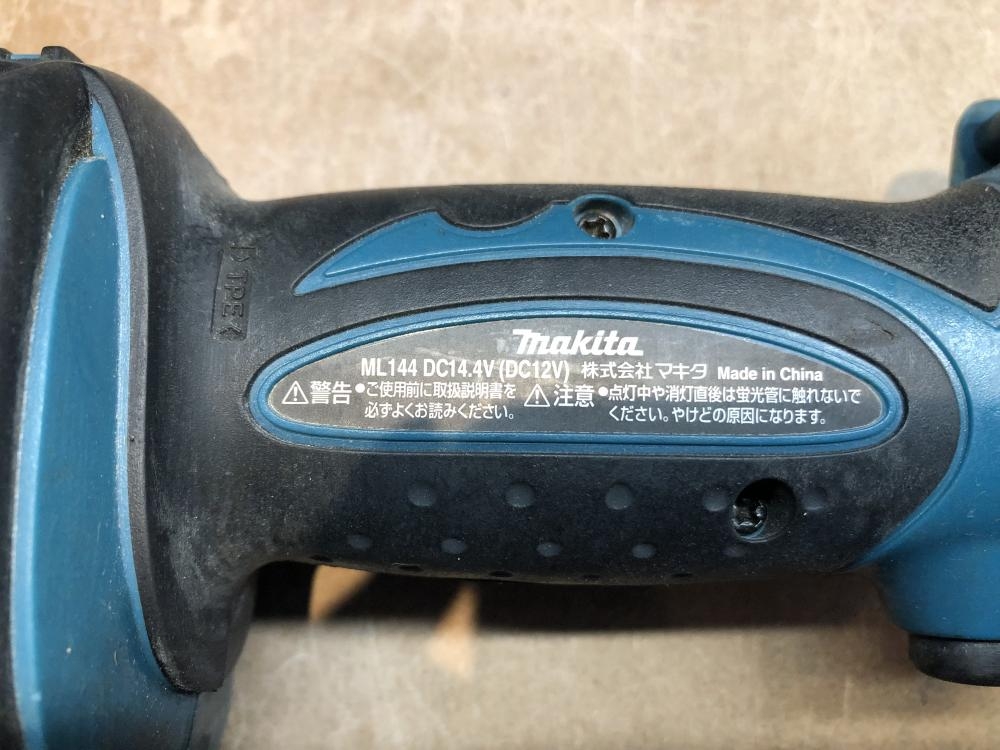 makita
ML144 DC14.4V (DC12V) 株式会社マキタ Made in China
警告 •ご使用前に取扱説明書を
必ずよくお読みください。
注意 •点灯中や消灯直後は蛍光管に触れないで
ください。やけどの原因になります。
>TPE<